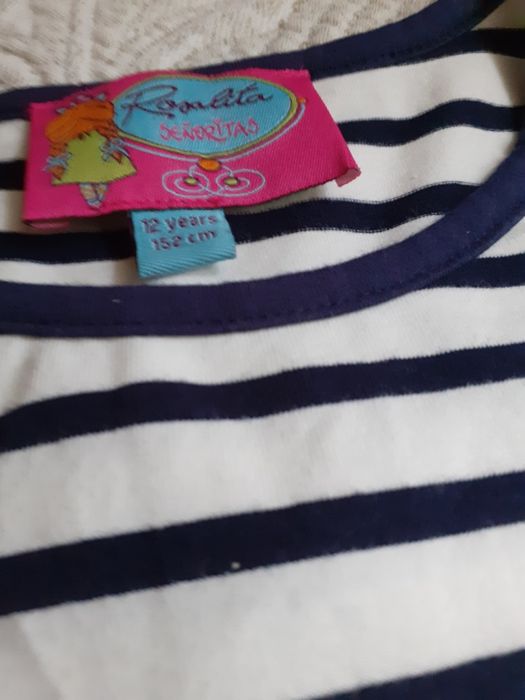 Rosalita
SEÑORITAS
12 years
152 cm